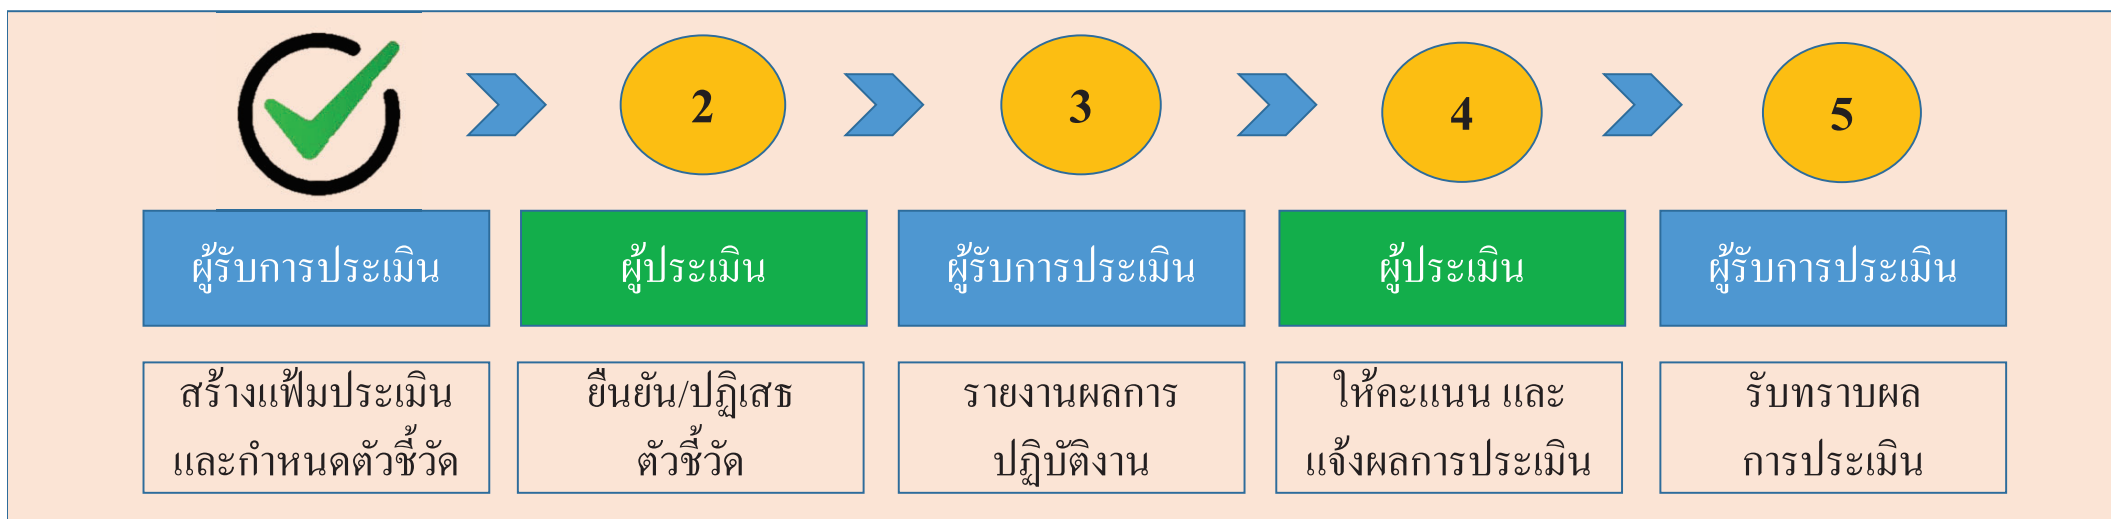 2
3
4
5
ผู้รับการประเมิน
ผู้ประเมิน
ผู้รับการประเมิน
ผู้ประเมิน
ผู้รับการประเมิน
สร้างแฟ้มประเมิน
และกำหนดตัวชี้วัด
ยืนยัน/ปฏิเสธ
ตัวชี้วัด
รายงานผลการ
ปฏิบัติงาน
ให้คะแนน และ
แจ้งผลการประเมิน
รับทราบผล
การประเมิน